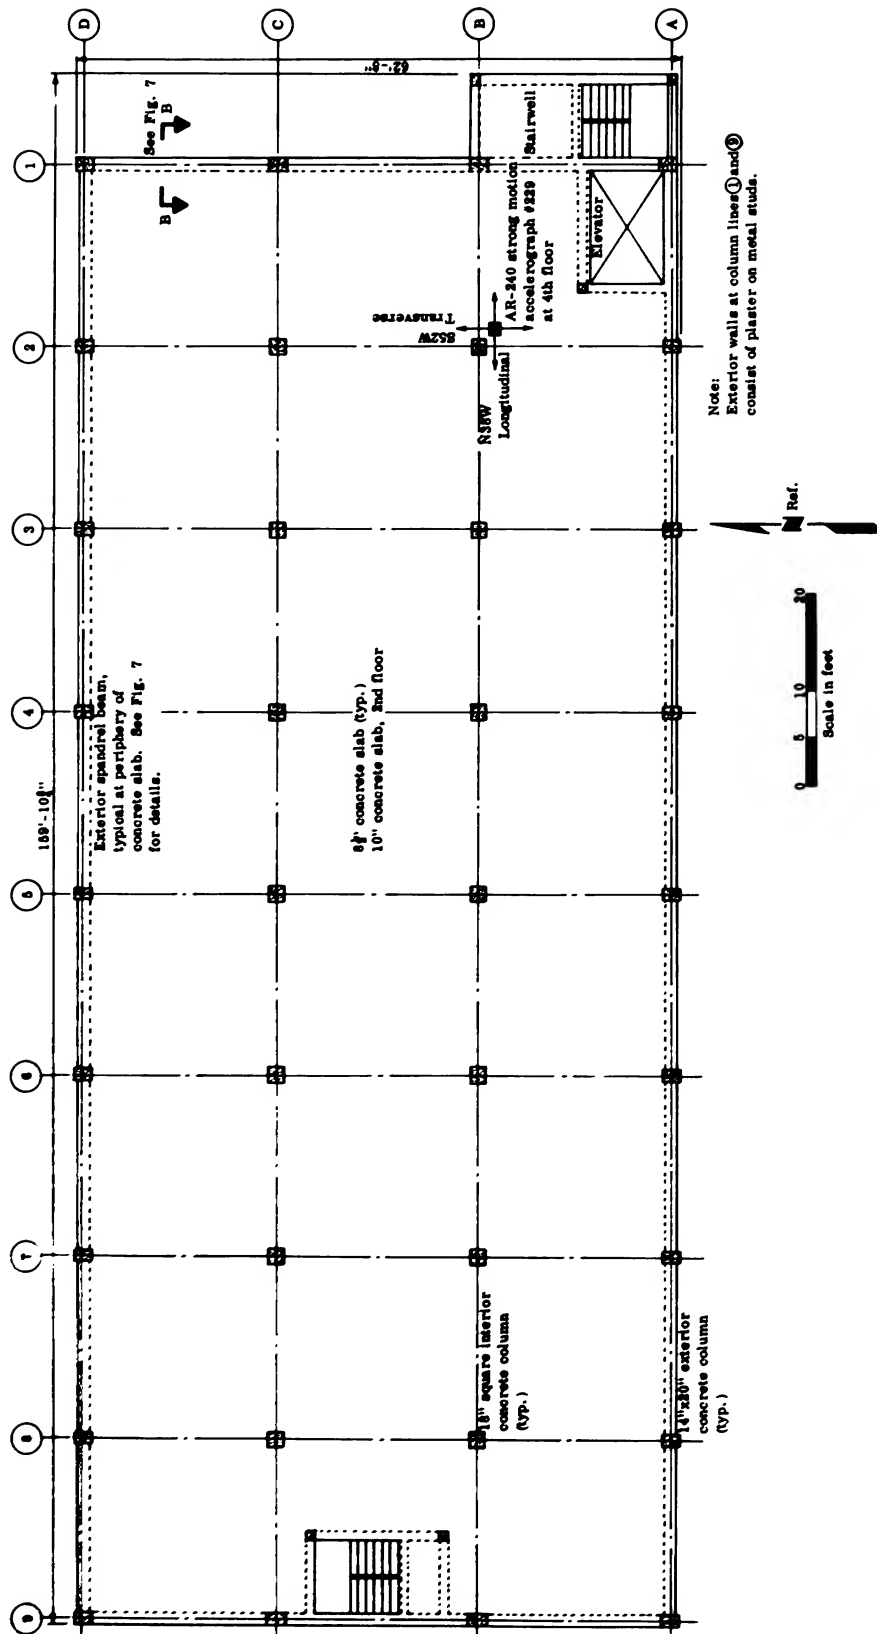 D
C
B
A
62'-8"
1
2
3
4
5
6
7
8
9
See Fig. 7
B
B
Stairwell
Elevator
AR-240 strong motion
accelerograph #229
at 4th floor
S52W
Transverse
N38W
Longitudinal
Note:
Exterior walls at column lines 1 and 9
consist of plaster on metal studs.
Ref.
N
0 5 10 20
Scale in feet
Exterior spandrel beam,
typical at periphery of
concrete slab. See Fig. 7
for details.
concrete slab (typ.)
10" concrete slab, 2nd floor
18" square interior
concrete column
(typ.)
14"x20" exterior
concrete column
(typ.)